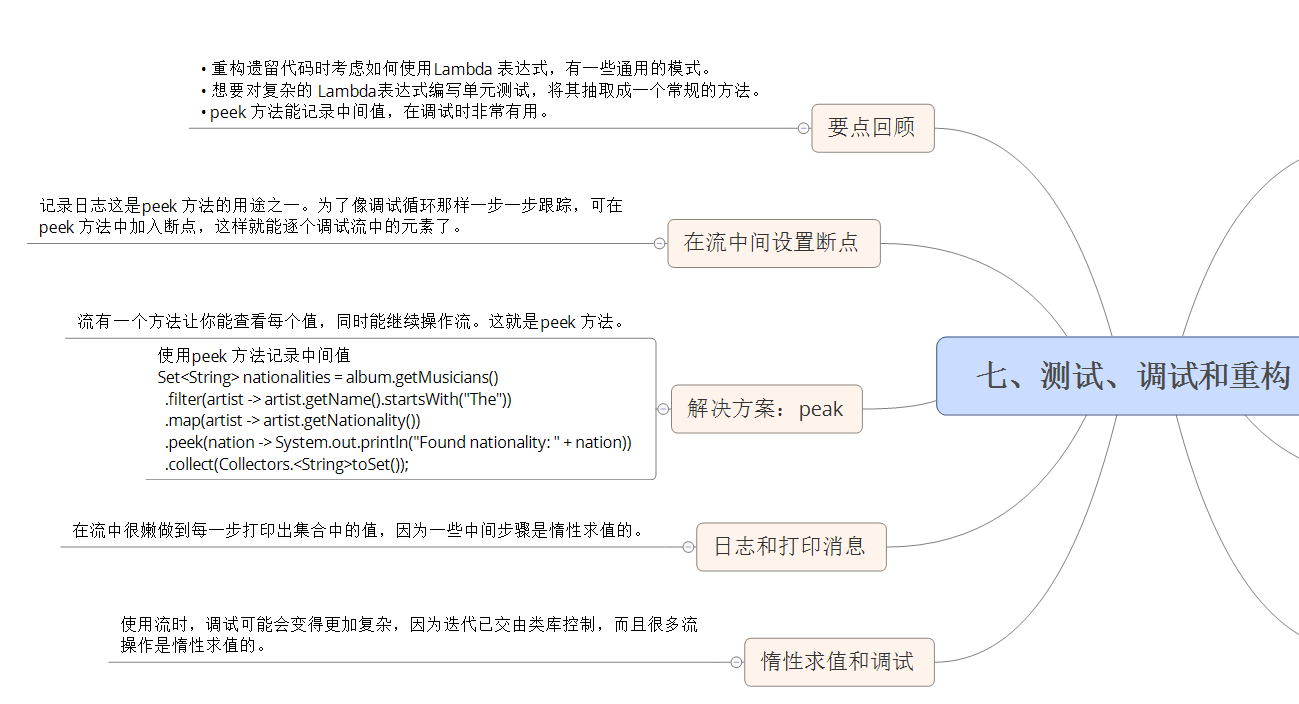 • 重构遗留代码时考虑如何使用Lambda 表达式，有一些通用的模式。
• 想要对复杂的 Lambda表达式编写单元测试，将其抽取成一个常规的方法。
• peek 方法能记录中间值，在调试时非常有用。
要点回顾
记录日志这是peek 方法的用途之一。为了像调试循环那样一步一步跟踪，可在
peek 方法中加入断点，这样就能逐个调试流中的元素了。
在流中间设置断点
流有一个方法让你能查看每个值，同时能继续操作流。这就是peek 方法。
使用peek 方法记录中间值
Set<String> nationalities = album.getMusicians()
.filter(artist -> artist.getName().startsWith("The"))
.map(artist -> artist.getNationality())
.peek(nation -> System.out.println("Found nationality: " + nation))
.collect(Collectors.<String>toSet());
解决方案：peak
七、测试、调试和重构
在流中很嫩做到每一步打印出集合中的值，因为一些中间步骤是惰性求值的。
日志和打印消息
使用流时，调试可能会变得更加复杂，因为迭代已交由类库控制，而且很多流
操作是惰性求值的。
惰性求值和调试